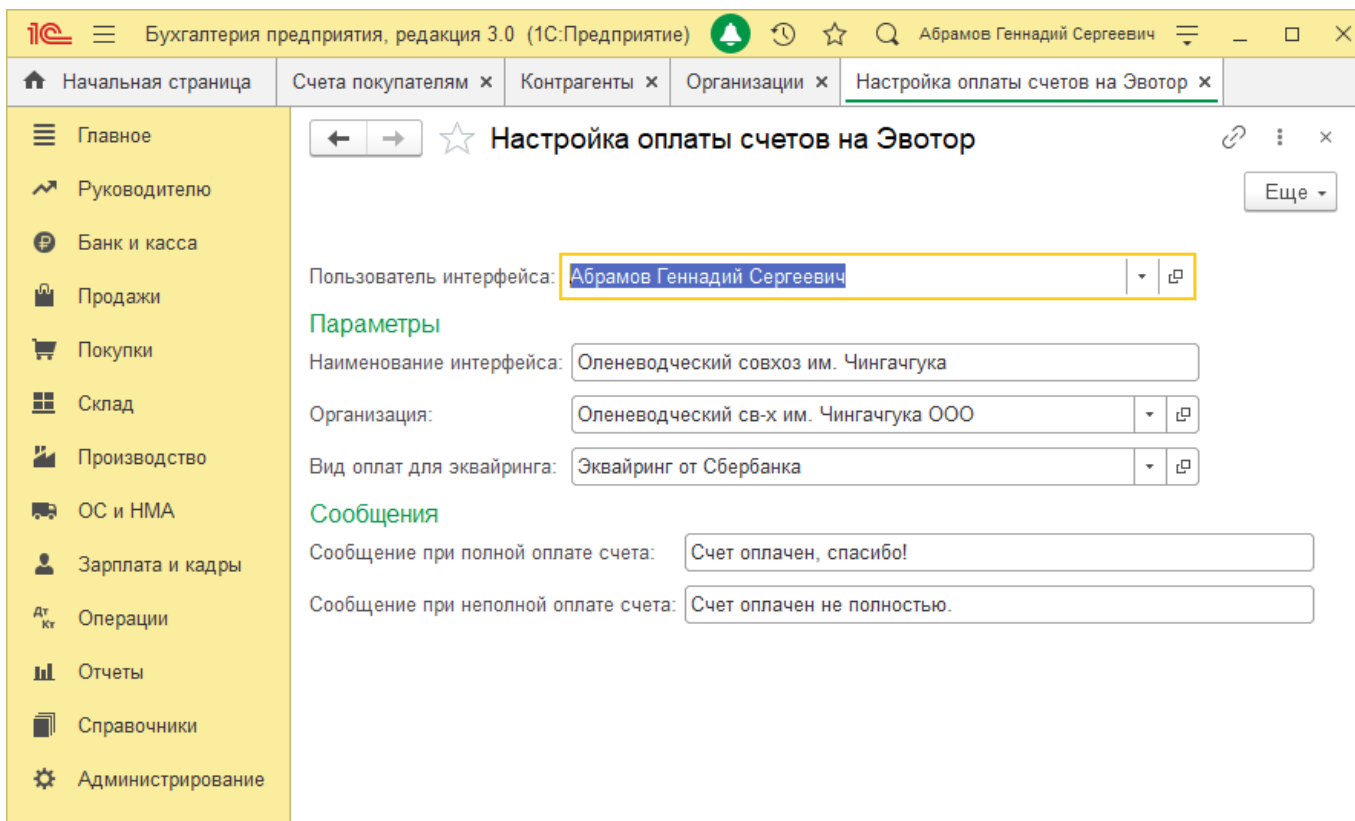 1С Бухгалтерия предприятия, редакция 3.0 (1С:Предприятие) Абрамов Геннадий Сергеевич
Начальная страница Счета покупателям Контрагенты Организации Настройка оплаты счетов на Эвотор
Главное
Руководителю
Банк и касса
Продажи
Покупки
Склад
Производство
ОС и НМА
Зарплата и кадры
Дт Кт Операции
Отчеты
Справочники
Администрирование
Настройка оплаты счетов на Эвотор
Еще
Пользователь интерфейса: Абрамов Геннадий Сергеевич
Параметры
Наименование интерфейса: Оленеводческий совхоз им. Чингачгука
Организация: Оленеводческий св-х им. Чингачгука ООО
Вид оплат для эквайринга: Эквайринг от Сбербанка
Сообщения
Сообщение при полной оплате счета: Счет оплачен, спасибо!
Сообщение при неполной оплате счета: Счет оплачен не полностью.